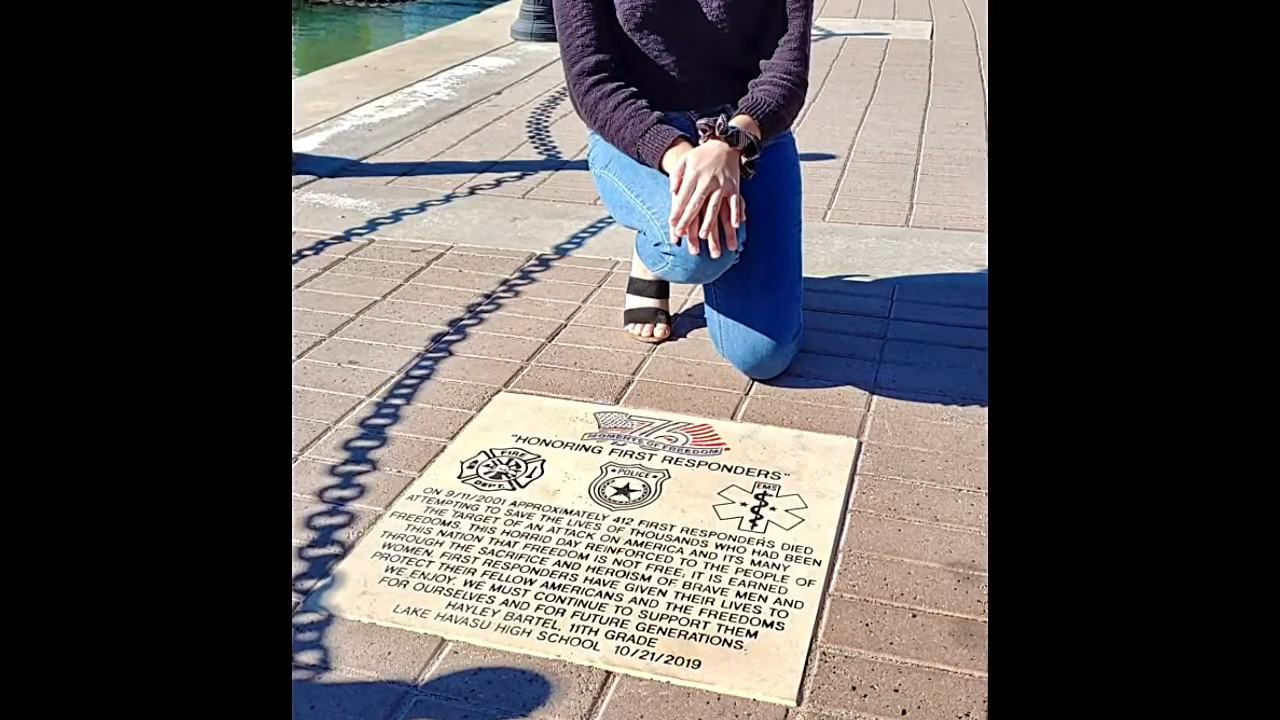 76
MOMENTS OF FREEDOM
"HONORING FIRST RESPONDERS"
FIRE
DEPT.
POLICE
EMS
ON 9/11/2001 APPROXIMATELY 412 FIRST RESPONDERS DIED
ATTEMPTING TO SAVE THE LIVES OF THOUSANDS WHO HAD BEEN
THE TARGET OF AN ATTACK ON AMERICA AND ITS MANY
FREEDOMS. THIS HORRID DAY REINFORCED TO THE PEOPLE OF
THIS NATION THAT FREEDOM IS NOT FREE, IT IS EARNED
THROUGH THE SACRIFICE AND HEROISM OF BRAVE MEN AND
WOMEN. FIRST RESPONDERS HAVE GIVEN THEIR LIVES TO
PROTECT THEIR FELLOW AMERICANS AND THE FREEDOMS
WE ENJOY. WE MUST CONTINUE TO SUPPORT THEM
FOR OURSELVES AND FOR FUTURE GENERATIONS.
HAYLEY BARTEL, 11TH GRADE
LAKE HAVASU HIGH SCHOOL 10/21/2019